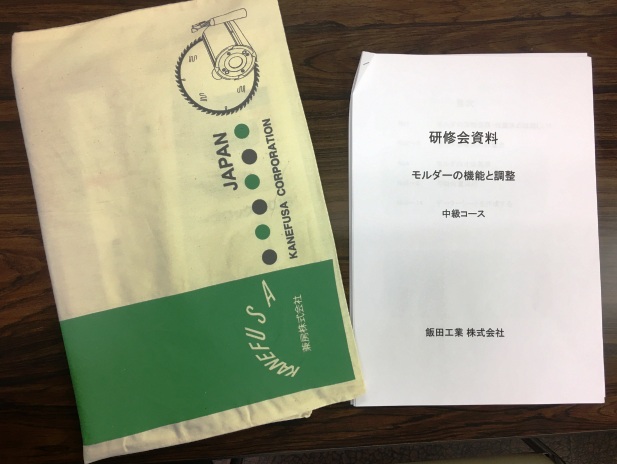 JAPAN
KANEFUSA CORPORATION
KANEFUSA
兼房株式会社
研修会資料
モルダーの機能と調整
中級コース
飯田工業 株式会社